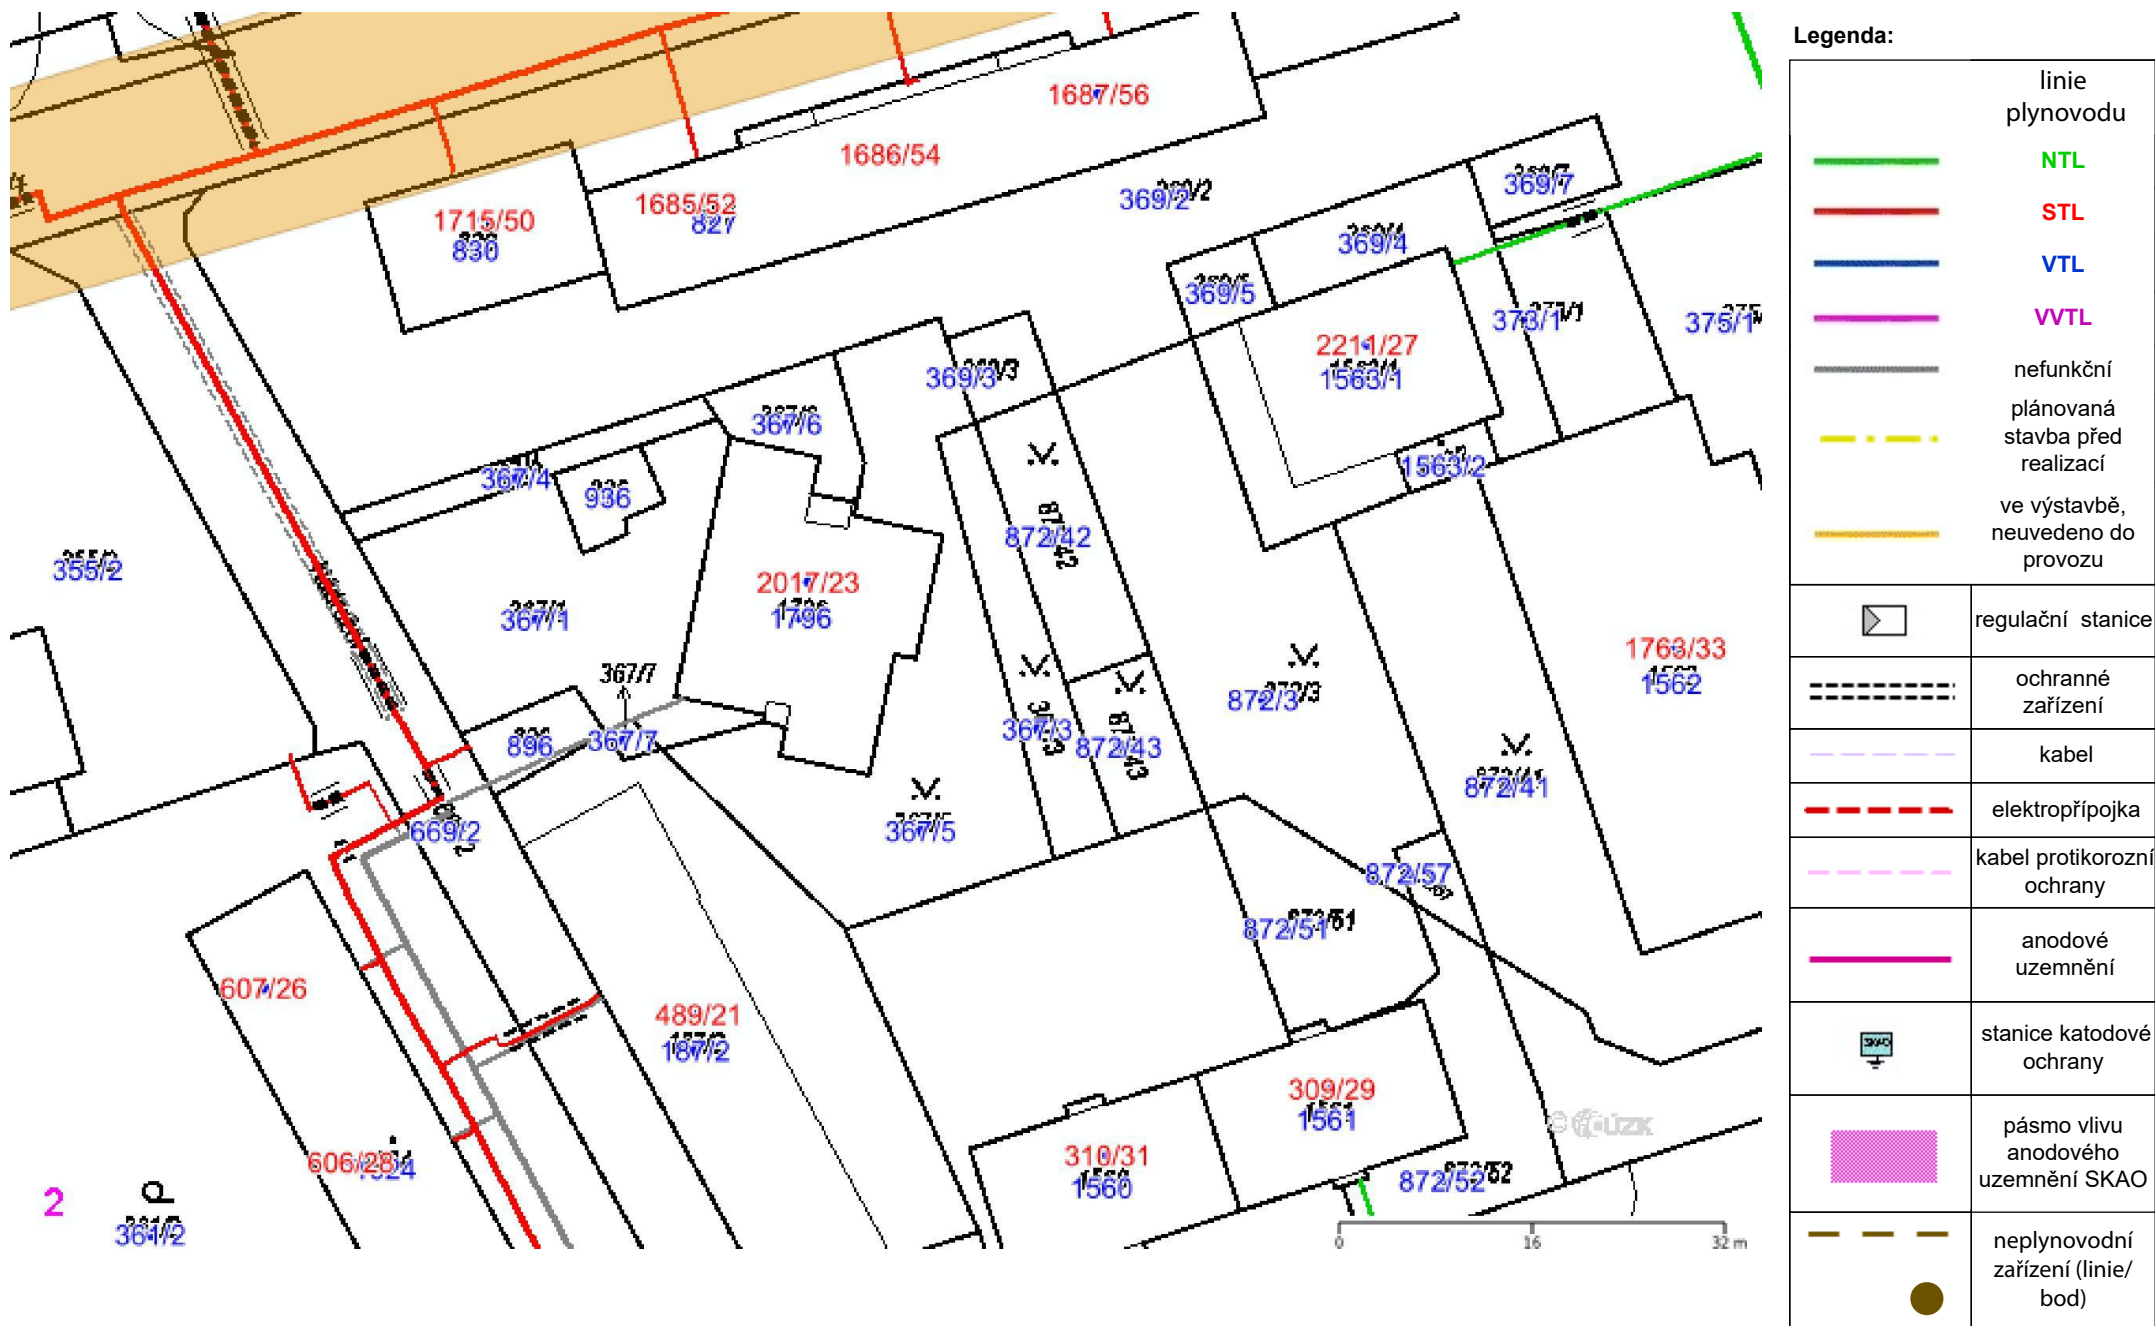 1687/56
1686/54
1685/52
827
1715/50
830
369/2
369/7
369/4
369/5
373/1
375/1
2211/27
1563/1
1563/2
369/3
367/6
367/4
936
872/42
355/2
367/1
2017/23
1796
367/7
367/7
896
367/3
872/43
872/3
1763/33
1562
872/41
669/2
367/5
872/57
872/51
607/26
489/21
187/2
309/29
1561
310/31
1560
872/52
606/28
2
361/2
0 16 32 m
Legenda:
linie
plynovodu
NTL
STL
VTL
VVTL
nefunkční
plánovaná
stavba před
realizací
ve výstavbě,
neuvedeno do
provozu
regulační stanice
ochranné
zařízení
kabel
elektropřípojka
kabel protikorozní
ochrany
anodové
uzemnění
SKAO
stanice katodové
ochrany
pásmo vlivu
anodového
uzemnění SKAO
neplynovodní
zařízení (linie/
bod)